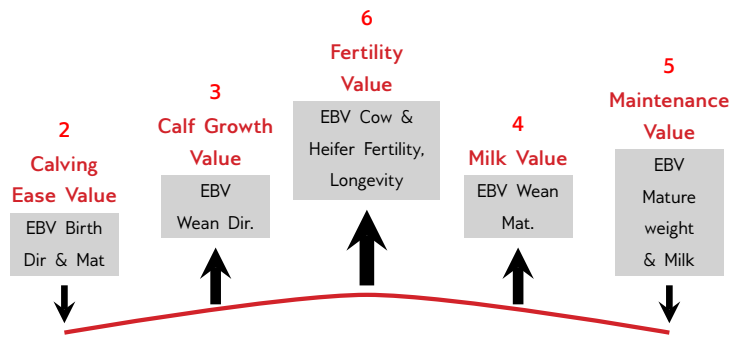 2
Calving
Ease Value
EBV Birth
Dir & Mat
3
Calf Growth
Value
EBV
Wean Dir.
6
Fertility
Value
EBV Cow &
Heifer Fertility,
Longevity
4
Milk Value
EBV Wean
Mat.
5
Maintenance
Value
EBV
Mature
weight
& Milk